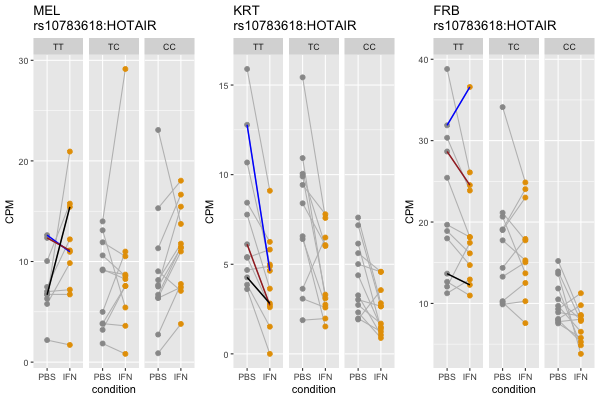 MEL
rs10783618:HOTAIR
TT TC CC
CPM
30
20
10
0
PBS IFN PBS IFN PBS IFN
condition
KRT
rs10783618:HOTAIR
TT TC CC
CPM
15
10
5
0
PBS IFN PBS IFN PBS IFN
condition
FRB
rs10783618:HOTAIR
TT TC CC
CPM
40
30
20
10
PBS IFN PBS IFN PBS IFN
condition